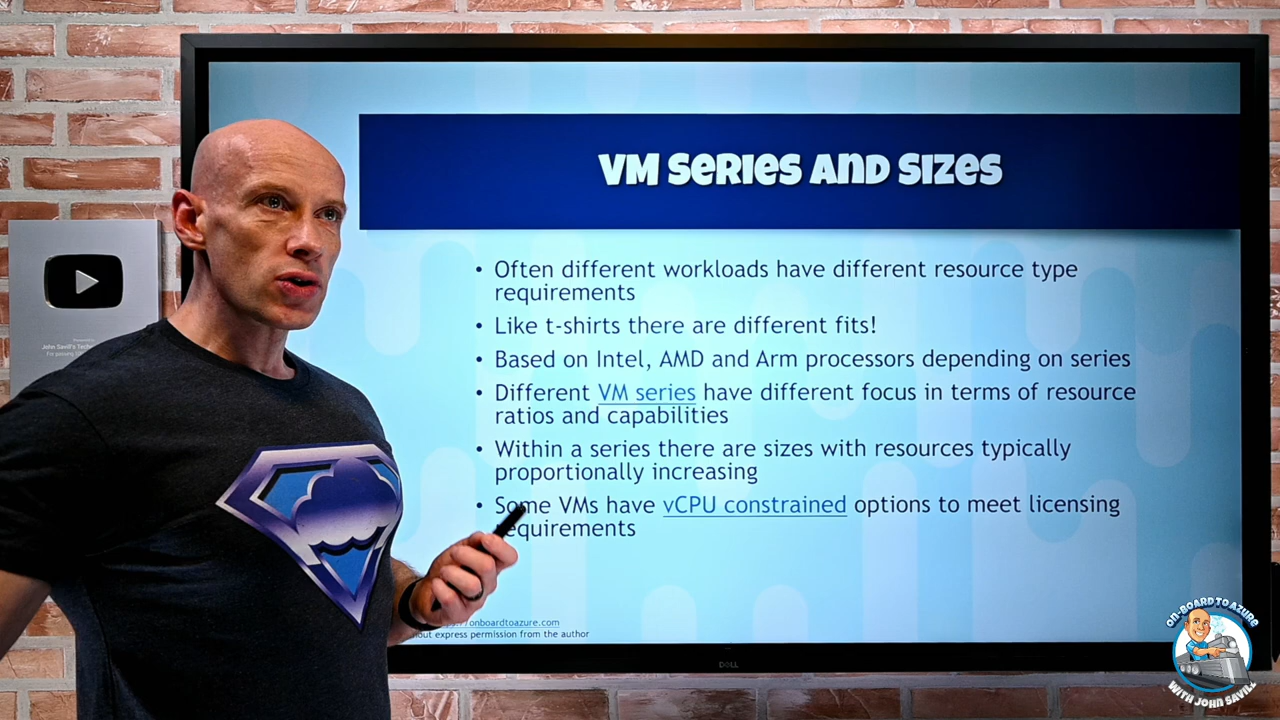 VM Series and Sizes
• Often different workloads have different resource type
requirements
• Like t-shirts there are different fits!
• Based on Intel, AMD and Arm processors depending on series
• Different VM series have different focus in terms of resource
ratios and capabilities
• Within a series there are sizes with resources typically
proportionally increasing
• Some VMs have vCPU constrained options to meet licensing
requirements
John Savill's Tech
//onboardtoazure.com
out express permission from the author
DELL
ON-BOARD TO AZURE
WITH JOHN SAVILL